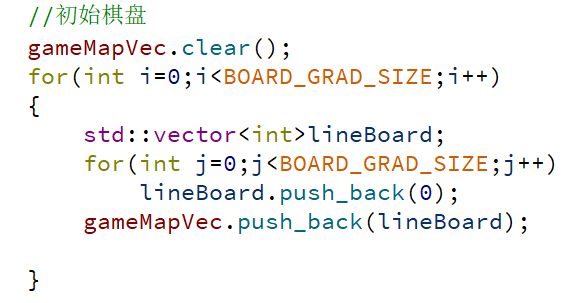 //初始棋盘
gameMapVec.clear();
for(int i=0;i<BOARD_GRAD_SIZE;i++)
{
    std::vector<int>lineBoard;
    for(int j=0;j<BOARD_GRAD_SIZE;j++)
        lineBoard.push_back(0);
    gameMapVec.push_back(lineBoard);
}